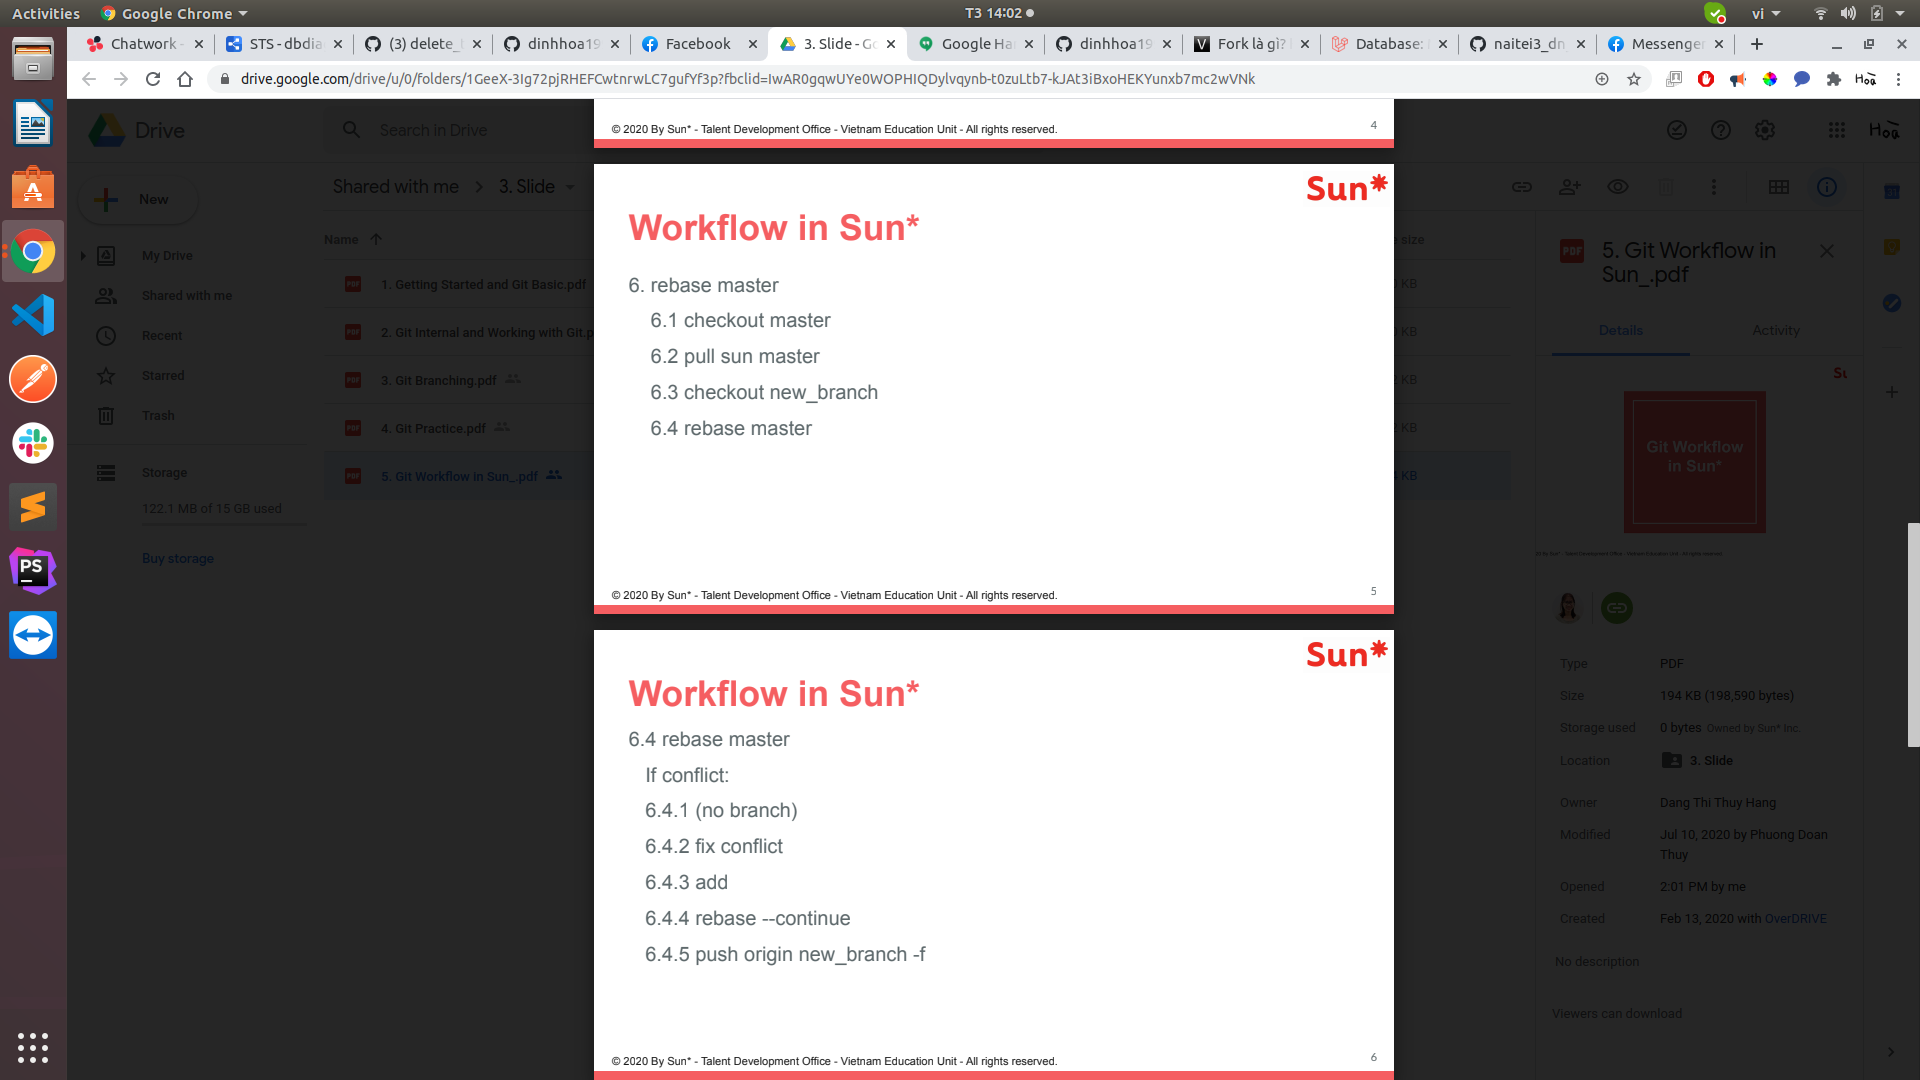 Activities
Google Chrome
T3 14:02
vi
Chatwork -
STS - dbdia
(3) delete_
dinhhoa19
Facebook
3. Slide - Go
Google Ha
dinhhoa19
Fork là gì?
Database:
naitei3_dn
Messenger
drive.google.com/drive/u/0/folders/1GeeX-3Ig72pjRHEFCwtnrwLC7gufYf3p?fbclid=IwAR0gqwUYe0WOPHIQDylvqynb-t0zuLtb7-kJAt3iBxoHEKYunxb7mc2wVNk
Drive
Search in Drive
New
My Drive
Shared with me
Recent
Starred
Trash
Storage
122.1 MB of 15 GB used
Buy storage
Shared with me
3. Slide
Name
size
1. Getting Started and Git Basic.pdf
2. Git Internal and Working with Git.p
3. Git Branching.pdf
4. Git Practice.pdf
5. Git Workflow in Sun_.pdf
KB
KB
KB
KB
KB
© 2020 By Sun* - Talent Development Office - Vietnam Education Unit - All rights reserved.
4
Sun*
Workflow in Sun*
6. rebase master
6.1 checkout master
6.2 pull sun master
6.3 checkout new_branch
6.4 rebase master
© 2020 By Sun* - Talent Development Office - Vietnam Education Unit - All rights reserved.
5
Sun*
Workflow in Sun*
6.4 rebase master
If conflict:
6.4.1 (no branch)
6.4.2 fix conflict
6.4.3 add
6.4.4 rebase --continue
6.4.5 push origin new_branch -f
© 2020 By Sun* - Talent Development Office - Vietnam Education Unit - All rights reserved.
6
5. Git Workflow in
Sun_.pdf
Details
Activity
Git Workflow
in Sun*
Type
PDF
Size
194 KB (198,590 bytes)
Storage used
0 bytes Owned by Sun* Inc.
Location
3. Slide
Owner
Dang Thi Thuy Hang
Modified
Jul 10, 2020 by Phuong Doan
Thuy
Opened
2:01 PM by me
Created
Feb 13, 2020 with OverDRIVE
No description
Viewers can download